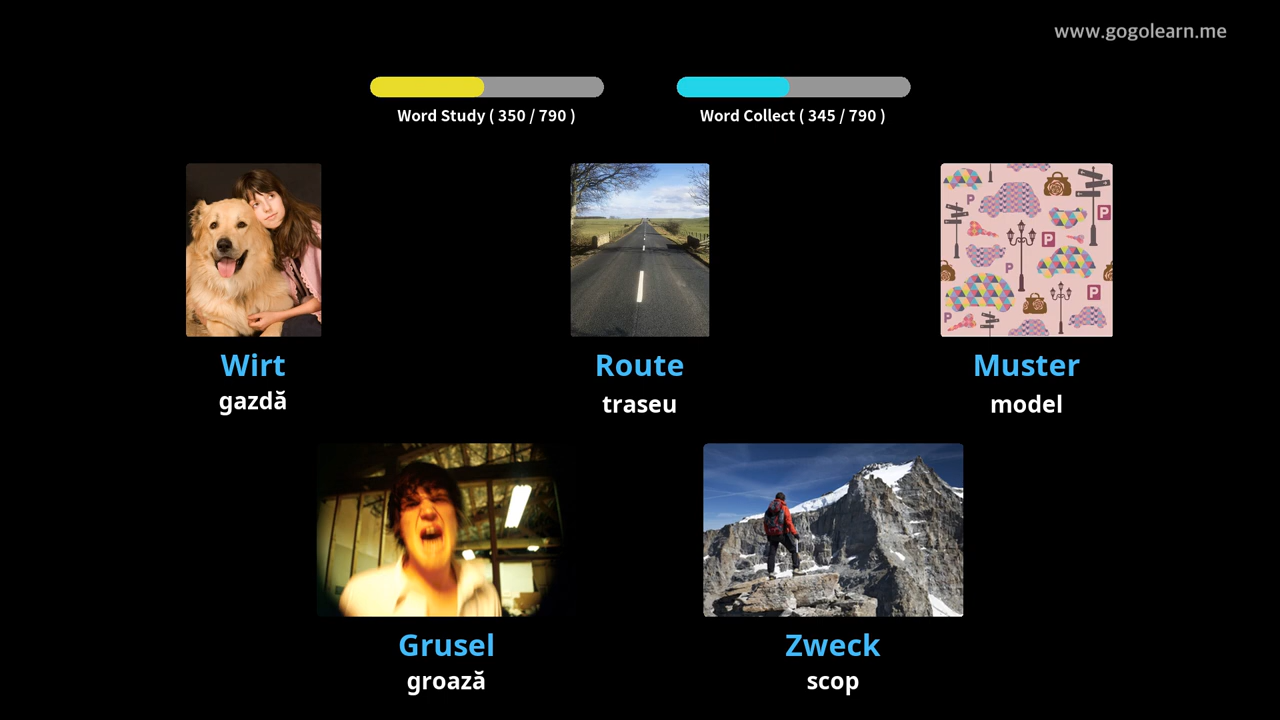 www.gogolearn.me
Word Study ( 350 / 790 )
Word Collect ( 345 / 790 )
P
P
P
P
P
P
Wirt
gazdă
Route
traseu
Muster
model
Grusel
groază
Zweck
scop